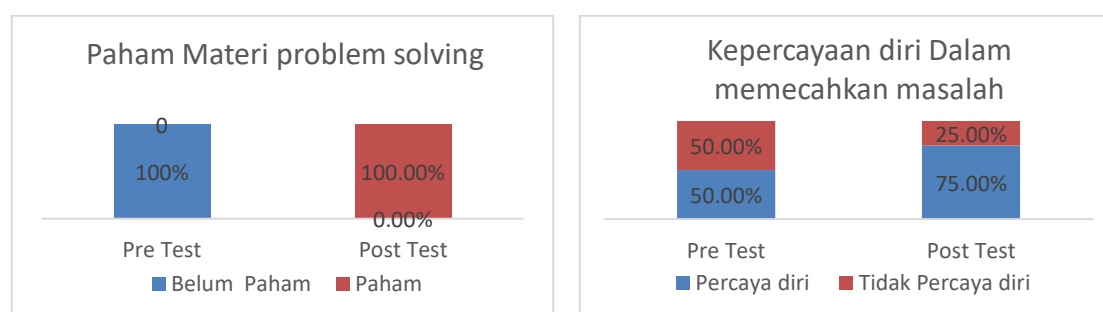 Paham Materi problem solving
0
100%
100.00%
0.00%
Pre Test
Post Test
Belum Paham
Paham
Kepercayaan diri Dalam
memecahkan masalah
50.00%
25.00%
50.00%
75.00%
Pre Test
Post Test
Percaya diri
Tidak Percaya diri